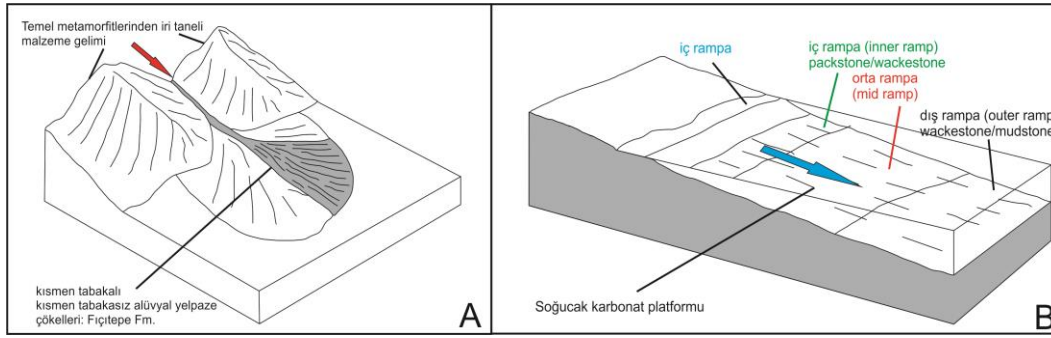 Temel metamorfitlerinden iri taneli
malzeme gelimi
kısmen tabakalı
kısmen tabakasız alüvyal yelpaze
çökelleri: Fıçıtepe Fm.
A
iç rampa
iç rampa (inner ramp)
packstone/wackestone
orta rampa
(mid ramp)
dış rampa (outer ramp
wackestone/mudstone
Soğucak karbonat platformu
B